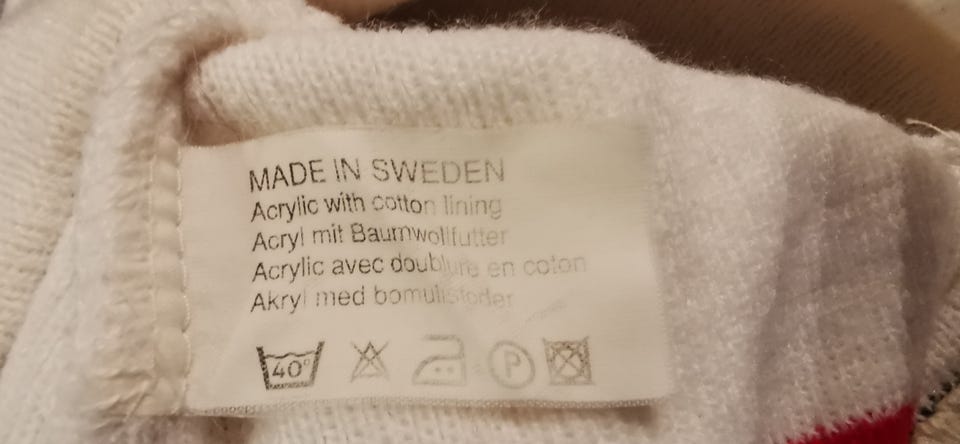 MADE IN SWEDEN
Acrylic with cotton lining
Acryl mit Baumwollfutter
Acrylic avec doublure en coton
Akryl med bomullsfoder
40°
P